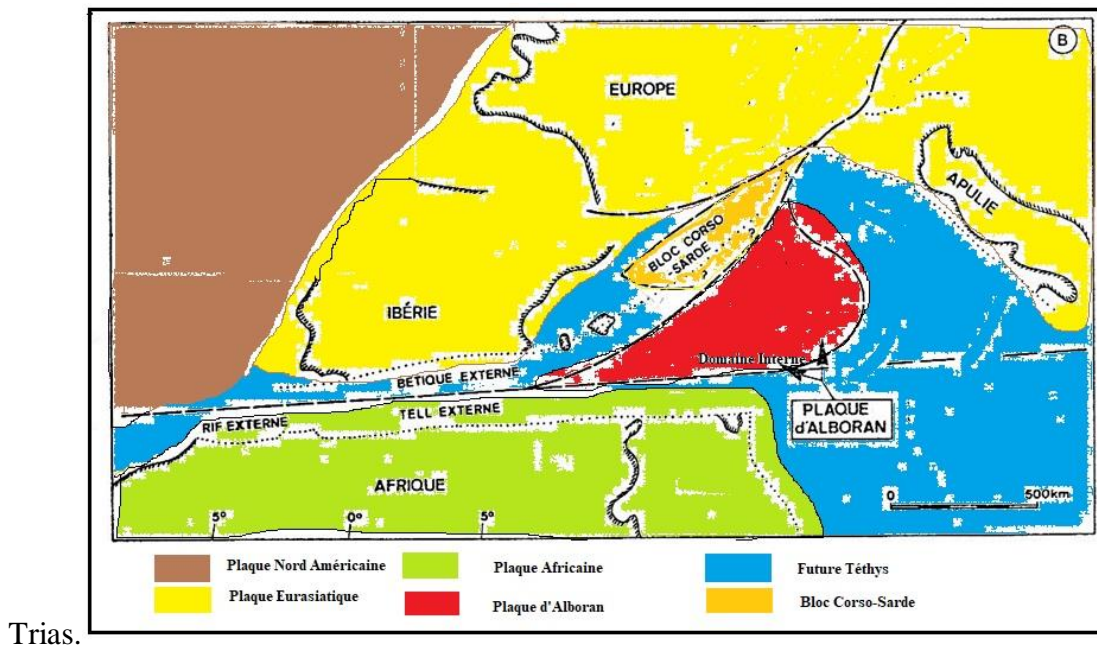 B
EUROPE
APULIE
BLOC CORSO
-SARDE
IBÉRIE
Domaine Interne
A
BÉTIQUE EXTERNE
PLAQUE
d'ALBORAN
RIF EXTERNE
TELL EXTERNE
AFRIQUE
0 500km
5° 0° 5°
Plaque Nord Américaine
Plaque Africaine
Future Téthys
Plaque Eurasiatique
Plaque d'Alboran
Bloc Corso-Sarde
Trias.